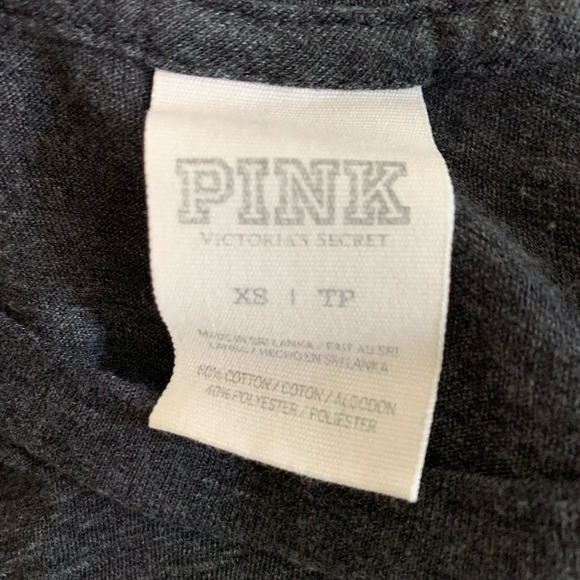 PINK
VICTORIA'S SECRET
XS | TP
MADE IN SRI LANKA / FAIT AU SRI
LANKA / HECHO EN SRI LANKA
60% COTTON / COTON / ALGODON
40% POLYESTER / POLIÉSTER